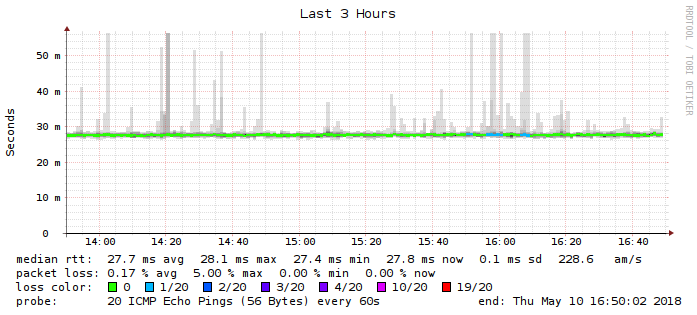 Last 3 Hours
RRDTOOL / TOBI OETIKER
Seconds
50 m
40 m
30 m
20 m
10 m
0
14:00 14:20 14:40 15:00 15:20 15:40 16:00 16:20 16:40
median rtt: 27.7 ms avg 28.1 ms max 27.4 ms min 27.8 ms now 0.1 ms sd 228.6 am/s
packet loss: 0.17 % avg 5.00 % max 0.00 % min 0.00 % now
loss color: 0 1/20 2/20 3/20 4/20 10/20 19/20
probe: 20 ICMP Echo Pings (56 Bytes) every 60s end: Thu May 10 16:50:02 2018